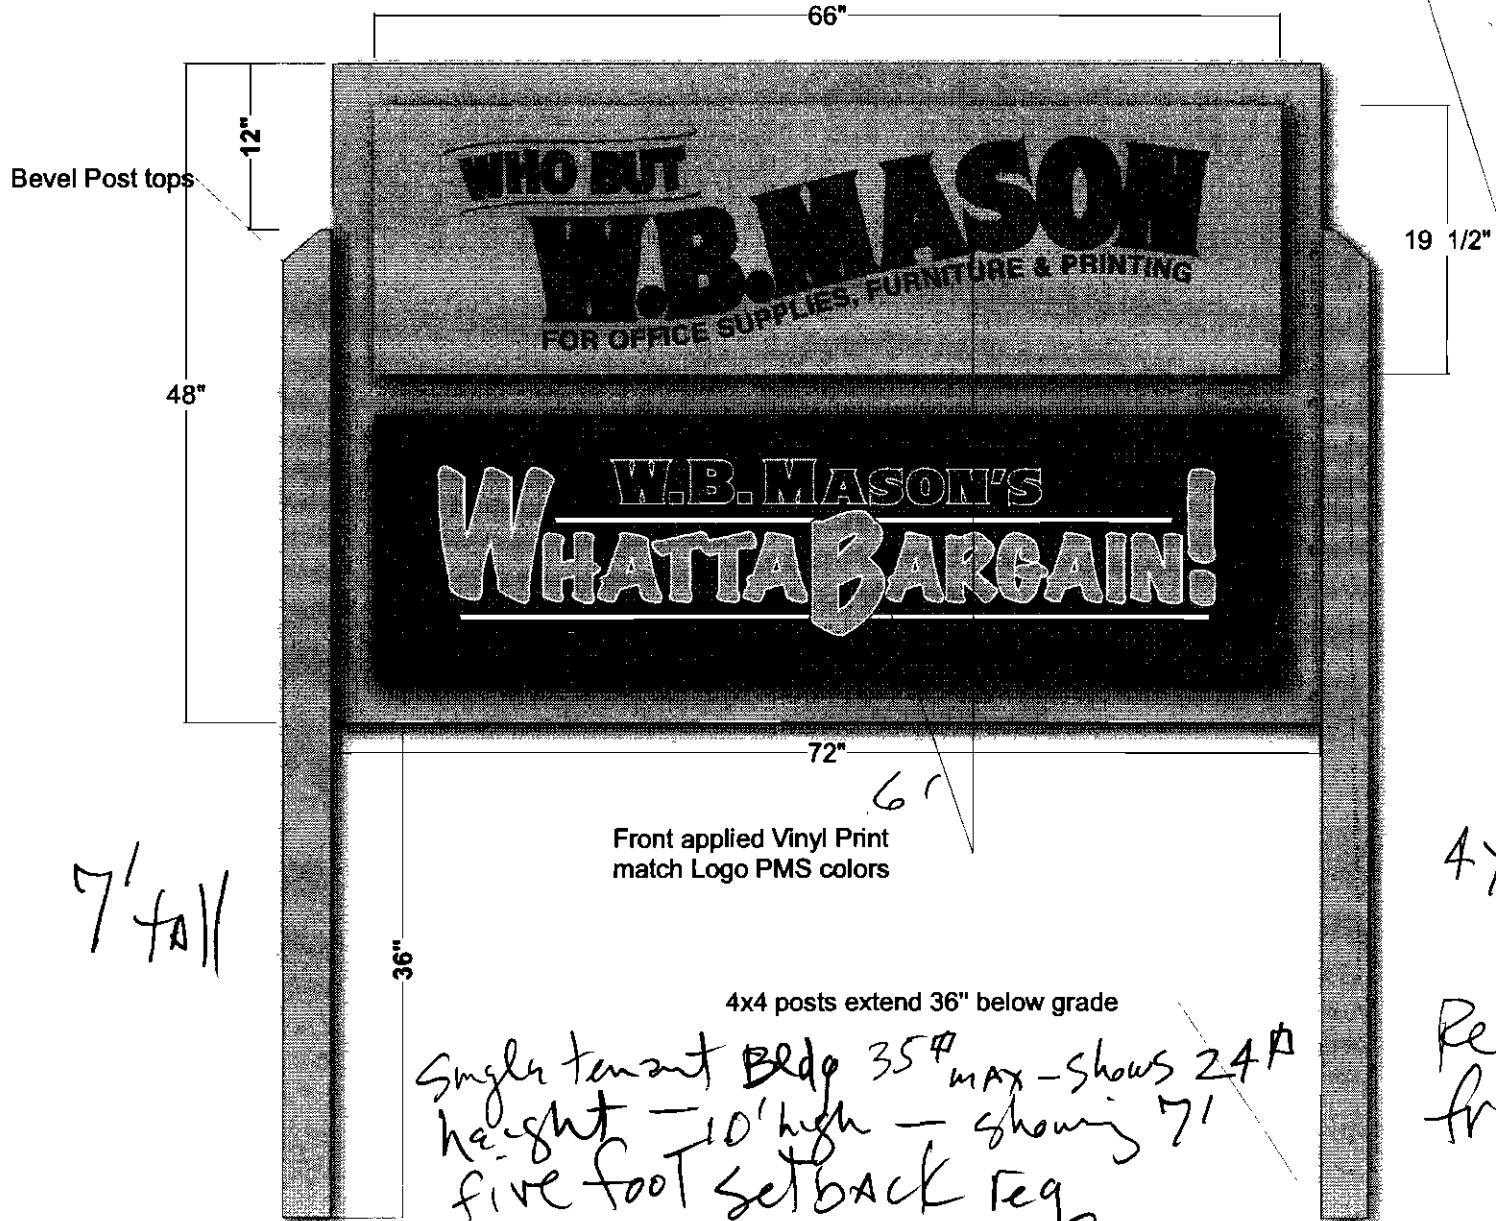 66"
12"
Bevel Post tops
WHO BUT
W.B.MASON
FOR OFFICE SUPPLIES, FURNITURE & PRINTING
19 1/2"
48"
W.B. MASON'S
WHATTABARGAIN!
72"
6'
Front applied Vinyl Print
match Logo PMS colors
7' tall
36"
4x4 posts extend 36" below grade
Single tenant Bldg 35 max - shows 24
height - 10' high - showing 7'
five foot setback req